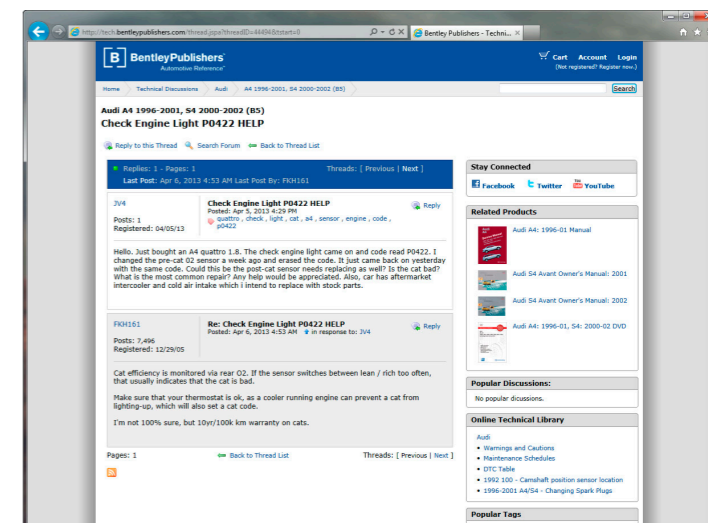 http://tech.bentleypublishers.com/thread.jspa?threadID=44494&tstart=0
Bentley Publishers - Techni...
B BentleyPublishers
Automotive Reference
Cart Account Login
(Not registered? Register now.)
Home Technical Discussions Audi A4 1996-2001, S4 2000-2002 (B5)
Search
Audi A4 1996-2001, S4 2000-2002 (B5)
Check Engine Light P0422 HELP
Reply to this Thread Search Forum Back to Thread List
Replies: 1 - Pages: 1 Threads: [ Previous | Next ]
Last Post: Apr 6, 2013 4:53 AM Last Post By: FKH161
JV4
Posts: 1
Registered: 04/05/13
Check Engine Light P0422 HELP
Posted: Apr 5, 2013 4:29 PM
quattro , check , light , cat , a4 , sensor , engine , code ,
p0422
Reply
Hello. Just bought an A4 quattro 1.8. The check engine light came on and code read P0422. I
changed the pre-cat 02 sensor a week ago and erased the code. It just came back on yesterday
with the same code. Could this be the post-cat sensor needs replacing as well? Is the cat bad?
What is the most common repair? Any help would be appreciated. Also, car has aftermarket
intercooler and cold air intake which i intend to replace with stock parts.
FKH161
Posts: 7,496
Registered: 12/29/05
Re: Check Engine Light P0422 HELP
Posted: Apr 6, 2013 4:53 AM in response to: JV4
Reply
Cat efficiency is monitored via rear O2. If the sensor switches between lean / rich too often,
that usually indicates that the cat is bad.
Make sure that your thermostat is ok, as a cooler running engine can prevent a cat from
lighting-up, which will also set a cat code.
I'm not 100% sure, but 10yr/100k km warranty on cats.
Pages: 1 Back to Thread List Threads: [ Previous | Next ]
Stay Connected
Facebook Twitter YouTube
Related Products
Audi A4: 1996-01 Manual
Audi S4 Avant Owner's Manual: 2001
Audi S4 Avant Owner's Manual: 2002
Audi A4: 1996-01, S4: 2000-02 DVD
Popular Discussions:
No popular dicussions.
Online Technical Library
Audi
• Warnings and Cautions
• Maintenance Schedules
• DTC Table
• 1992 100 - Camshaft position sensor location
• 1996-2001 A4/S4 - Changing Spark Plugs
Popular Tags